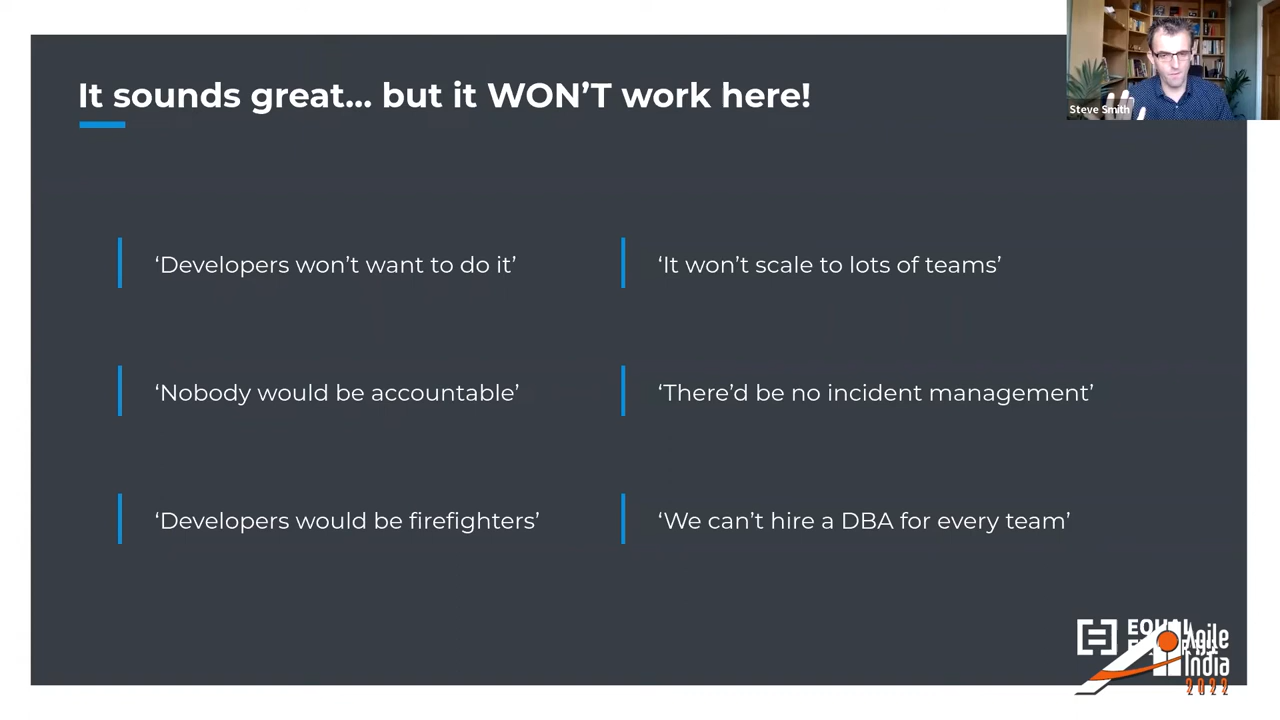 It sounds great... but it WON'T work here!
Steve Smith
‘Developers won’t want to do it’
‘It won’t scale to lots of teams’
‘Nobody would be accountable’
‘There’d be no incident management’
‘Developers would be firefighters’
‘We can’t hire a DBA for every team’
Agile
India
2022